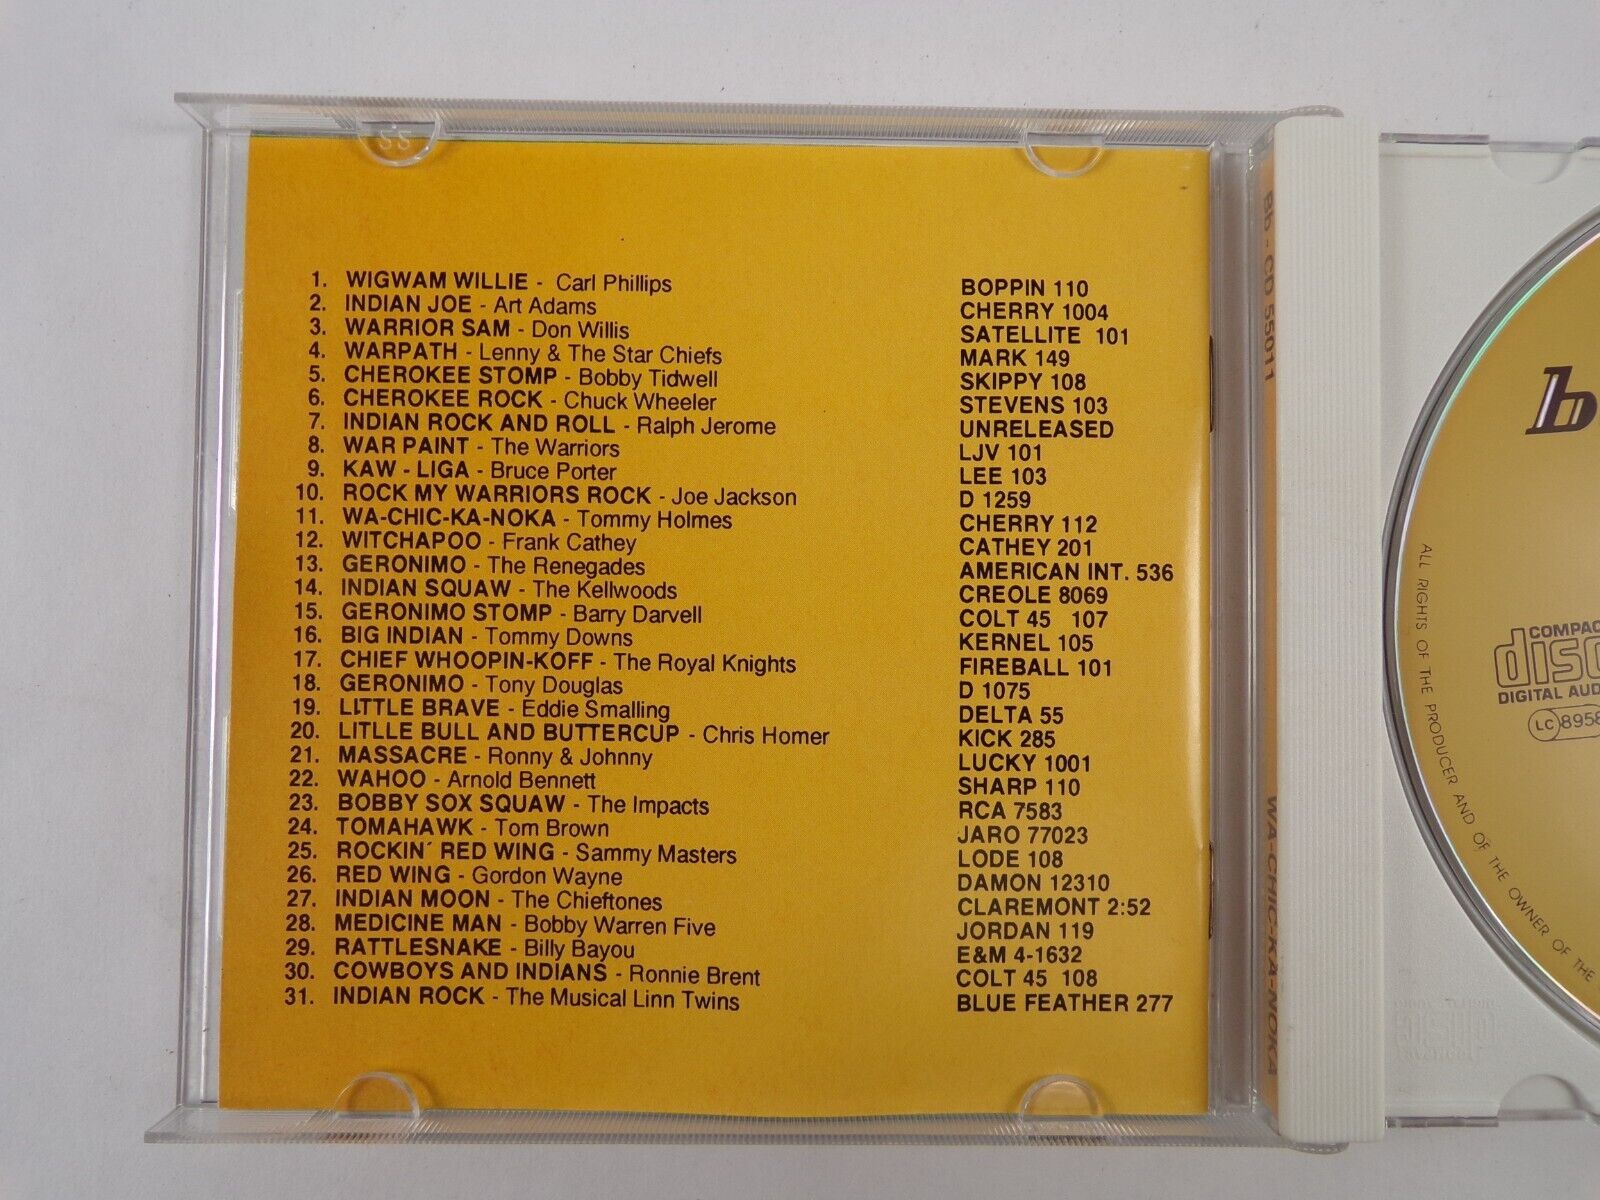 1. WIGWAM WILLIE - Carl Phillips BOPPIN 110
2. INDIAN JOE - Art Adams CHERRY 1004
3. WARRIOR SAM - Don Willis SATELLITE 101
4. WARPATH - Lenny & The Star Chiefs MARK 149
5. CHEROKEE STOMP - Bobby Tidwell SKIPPY 108
6. CHEROKEE ROCK - Chuck Wheeler STEVENS 103
7. INDIAN ROCK AND ROLL - Ralph Jerome UNRELEASED
8. WAR PAINT - The Warriors LJV 101
9. KAW - LIGA - Bruce Porter LEE 103
10. ROCK MY WARRIORS ROCK - Joe Jackson D 1259
11. WA-CHIC-KA-NOKA - Tommy Holmes CHERRY 112
12. WITCHAPOO - Frank Cathey CATHEY 201
13. GERONIMO - The Renegades AMERICAN INT. 536
14. INDIAN SQUAW - The Kellwoods CREOLE 8069
15. GERONIMO STOMP - Barry Darvell COLT 45 107
16. BIG INDIAN - Tommy Downs KERNEL 105
17. CHIEF WHOOPIN-KOFF - The Royal Knights FIREBALL 101
18. GERONIMO - Tony Douglas D 1075
19. LITTLE BRAVE - Eddie Smalling DELTA 55
20. LITLLE BULL AND BUTTERCUP - Chris Homer KICK 285
21. MASSACRE - Ronny & Johnny LUCKY 1001
22. WAHOO - Arnold Bennett SHARP 110
23. BOBBY SOX SQUAW - The Impacts RCA 7583
24. TOMAHAWK - Tom Brown JARO 77023
25. ROCKIN´ RED WING - Sammy Masters LODE 108
26. RED WING - Gordon Wayne DAMON 12310
27. INDIAN MOON - The Chieftones CLAREMONT 2:52
28. MEDICINE MAN - Bobby Warren Five JORDAN 119
29. RATTLESNAKE - Billy Bayou E&M 4-1632
30. COWBOYS AND INDIANS - Ronnie Brent COLT 45 108
31. INDIAN ROCK - The Musical Linn Twins BLUE FEATHER 277
Bb - CD 55011
WA-CHIC-KA-NOKA
b
COMPAC
disc
DIGITAL AUD
LC 8958
ALL RIGHTS OF THE PRODUCER AND OF THE OWNER OF THE
SS